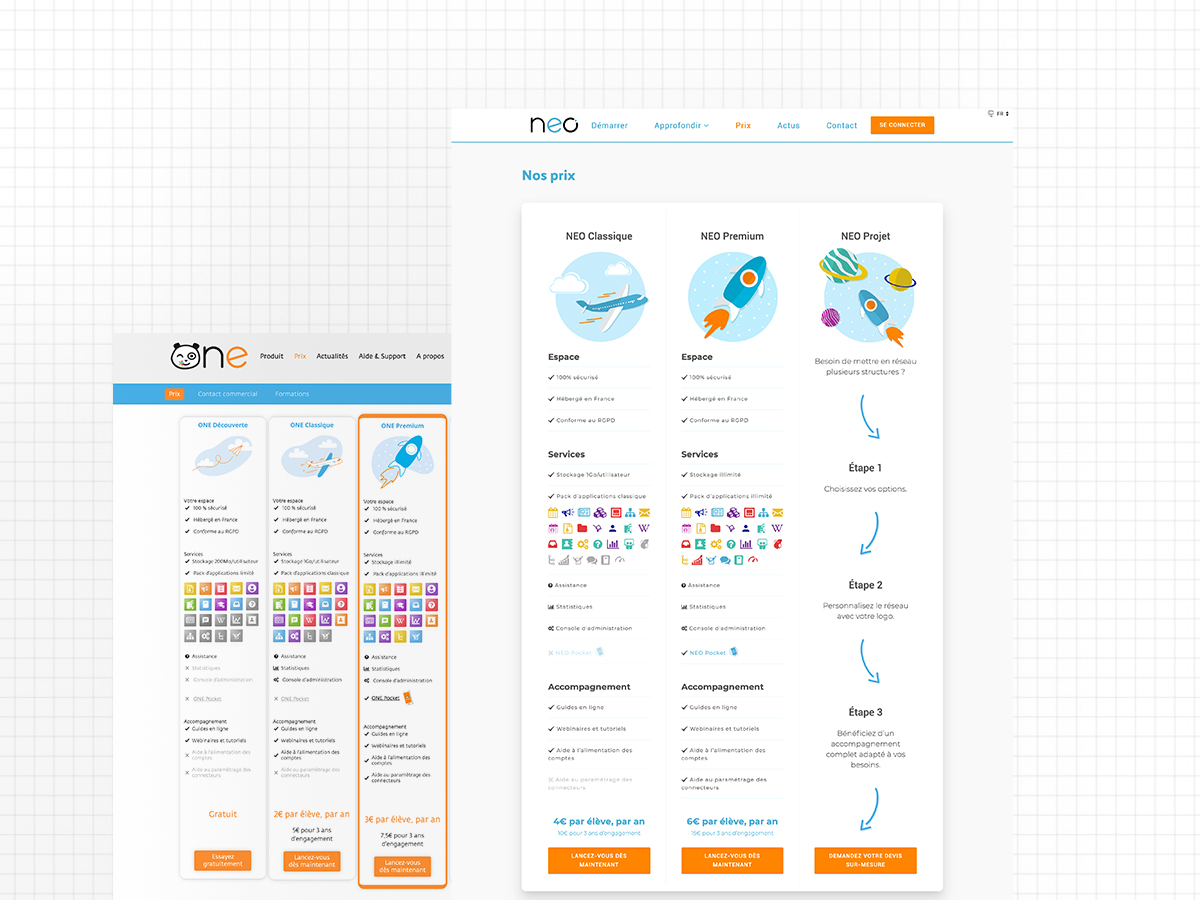 neo
Démarrer
Approfondir
Prix
Actus
Contact
SE CONNECTER
FR
Nos prix
NEO Classique
Espace
100% sécurisé
Hébergé en France
Conforme au RGPD
Services
Stockage 1Go/utilisateur
Pack d'applications classique
Assistance
Statistiques
Console d'administration
NEO Pocket
Accompagnement
Guides en ligne
Webinaires et tutoriels
Aide à l'alimentation des
comptes
Aide au paramétrage des
connecteurs
4€ par élève, par an
10€ pour 3 ans d'engagement
LANCEZ-VOUS DÈS
MAINTENANT
NEO Premium
Espace
100% sécurisé
Hébergé en France
Conforme au RGPD
Services
Stockage illimité
Pack d'applications illimité
Assistance
Statistiques
Console d'administration
NEO Pocket
Accompagnement
Guides en ligne
Webinaires et tutoriels
Aide à l'alimentation des
comptes
Aide au paramétrage des
connecteurs
6€ par élève, par an
15€ pour 3 ans d'engagement
LANCEZ-VOUS DÈS
MAINTENANT
NEO Projet
Besoin de mettre en réseau
plusieurs structures ?
Étape 1
Choisissez vos options.
Étape 2
Personnalisez le réseau
avec votre logo.
Étape 3
Bénéficiez d'un
accompagnement
complet adapté à vos
besoins.
DEMANDEZ VOTRE DEVIS
SUR-MESURE
One
Produit
Prix
Actualités
Aide & Support
A propos
Prix
Contact commercial
Formations
ONE Découverte
Votre espace
100 % sécurisé
Hébergé en France
Conforme au RGPD
Services
Stockage 200Mo/utilisateur
Pack d'applications limité
Assistance
Statistiques
Console d'administration
ONE Pocket
Accompagnement
Guides en ligne
Webinaires et tutoriels
Aide à l'alimentation des
comptes
Aide au paramétrage des
connecteurs
Gratuit
Essayez
gratuitement
ONE Classique
Votre espace
100 % sécurisé
Hébergé en France
Conforme au RGPD
Services
Stockage 1Go/utilisateur
Pack d'applications classique
Assistance
Statistiques
Console d'administration
ONE Pocket
Accompagnement
Guides en ligne
Webinaires et tutoriels
Aide à l'alimentation des
comptes
Aide au paramétrage des
connecteurs
2€ par élève, par an
5€ pour 3 ans
d'engagement
Lancez-vous
dès maintenant
ONE Premium
Votre espace
100 % sécurisé
Hébergé en France
Conforme au RGPD
Services
Stockage illimité
Pack d'applications illimité
Assistance
Statistiques
Console d'administration
ONE Pocket
Accompagnement
Guides en ligne
Webinaires et tutoriels
Aide à l'alimentation des
comptes
Aide au paramétrage des
connecteurs
3€ par élève, par an
7,5€ pour 3 ans
d'engagement
Lancez-vous
dès maintenant